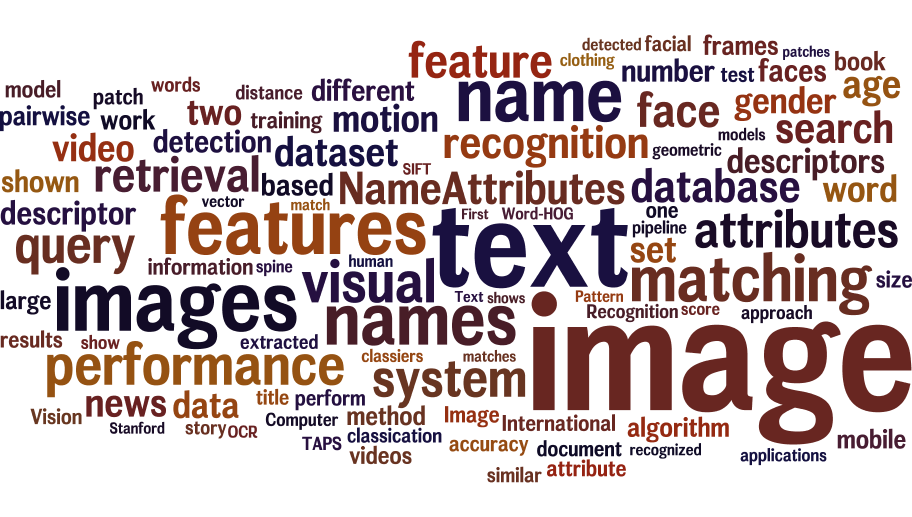 detected facial frames patches
feature clothing number test faces book
model words distance different name face gender age
pairwise patch work two training motion recognition models search
video detection dataset SIFT geometric descriptors
shown retrieval based NameAttributes database word
descriptor vector match First Word-HOG one attributes
query features text pipeline set
information spine human visual matching size
large images names Text shows Pattern Recognition score approach
results show extracted image
performance classiers matches system
Vision news data title perform
Stanford story OCR Computer method Image International algorithm
TAPS classication accuracy document recognized mobile
videos applications
similar attribute